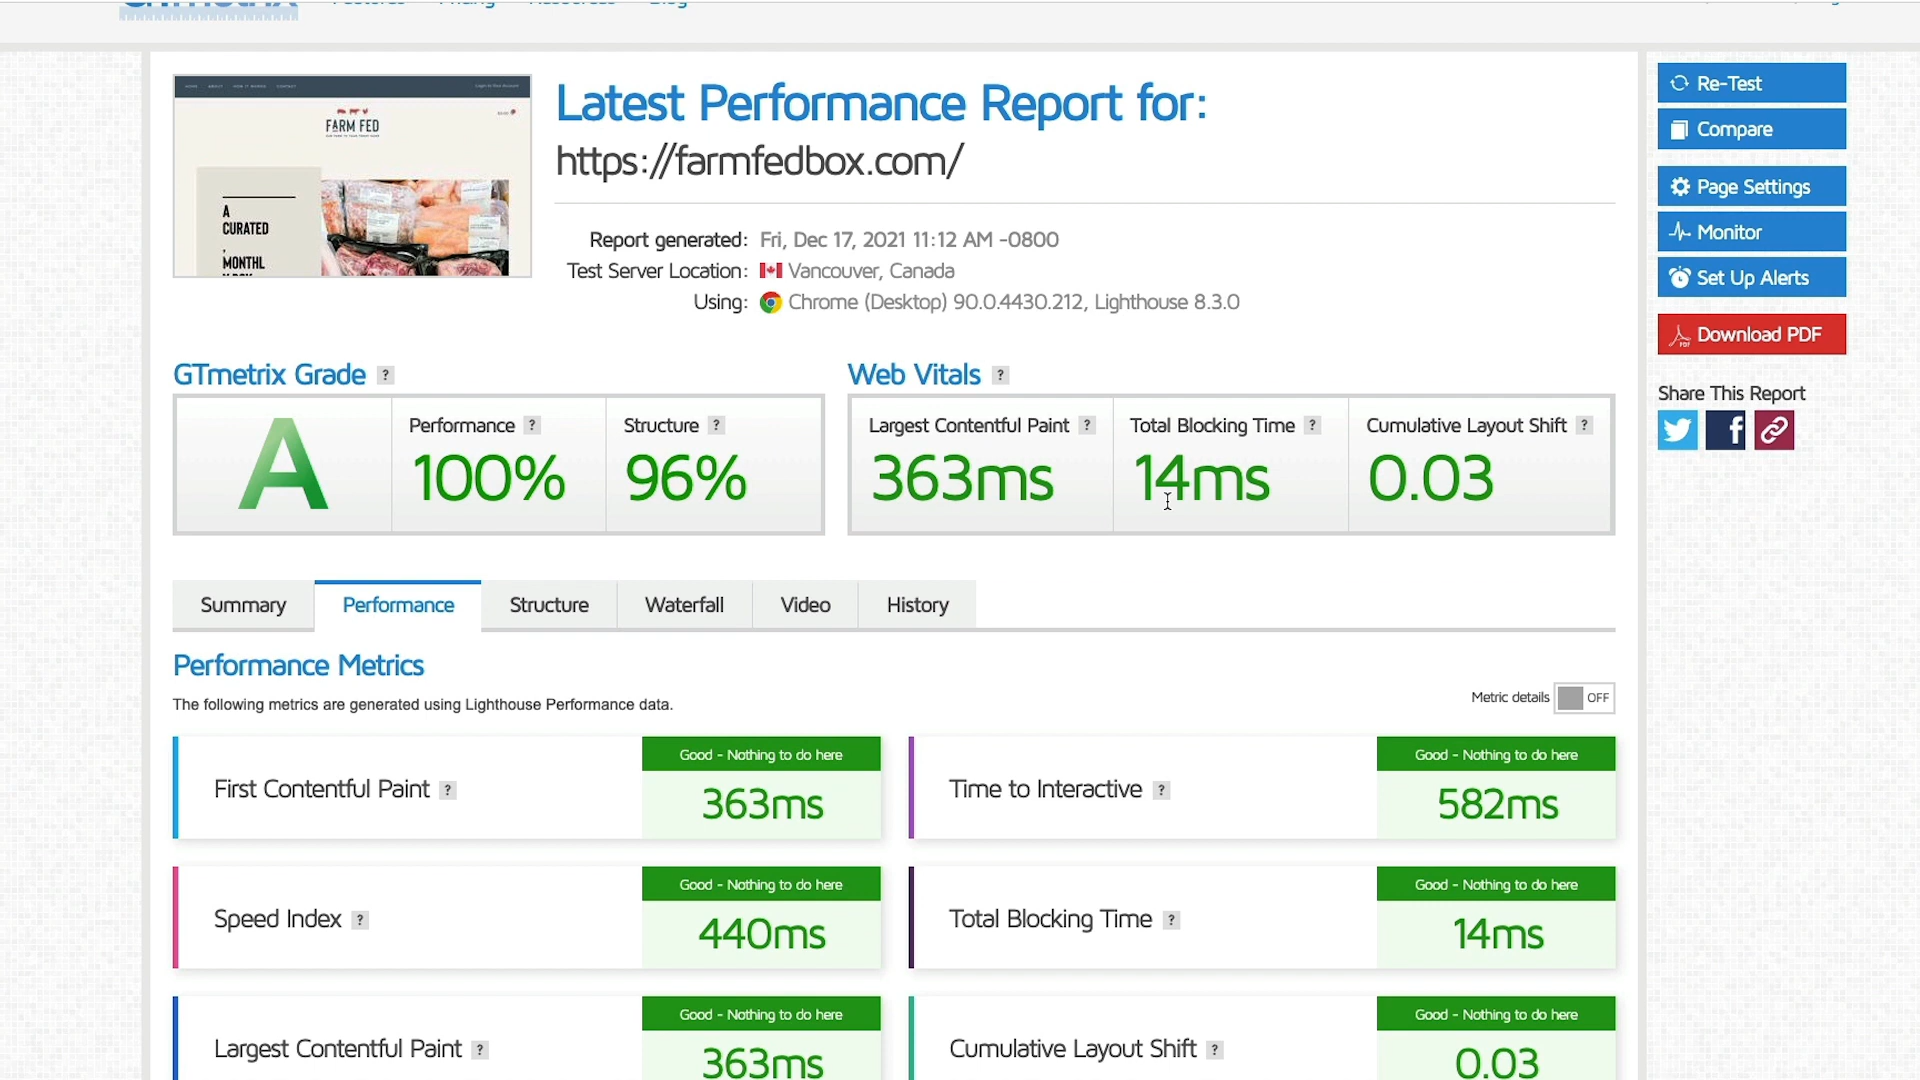 Latest Performance Report for:
https://farmfedbox.com/
FARM FED
A
CURATED
MONTHL
Report generated: Fri, Dec 17, 2021 11:12 AM -0800
Test Server Location: Vancouver, Canada
Using: Chrome (Desktop) 90.0.4430.212, Lighthouse 8.3.0
Re-Test
Compare
Page Settings
Monitor
Set Up Alerts
Download PDF
Share This Report
GTmetrix Grade ?
Web Vitals ?
A
Performance ?
100%
Structure ?
96%
Largest Contentful Paint ?
363ms
Total Blocking Time ?
14ms
Cumulative Layout Shift ?
0.03
Summary Performance Structure Waterfall Video History
Performance Metrics
The following metrics are generated using Lighthouse Performance data.
Metric details OFF
First Contentful Paint ?
Good - Nothing to do here
363ms
Time to Interactive ?
Good - Nothing to do here
582ms
Speed Index ?
Good - Nothing to do here
440ms
Total Blocking Time ?
Good - Nothing to do here
14ms
Largest Contentful Paint ?
Good - Nothing to do here
363ms
Cumulative Layout Shift ?
Good - Nothing to do here
0.03